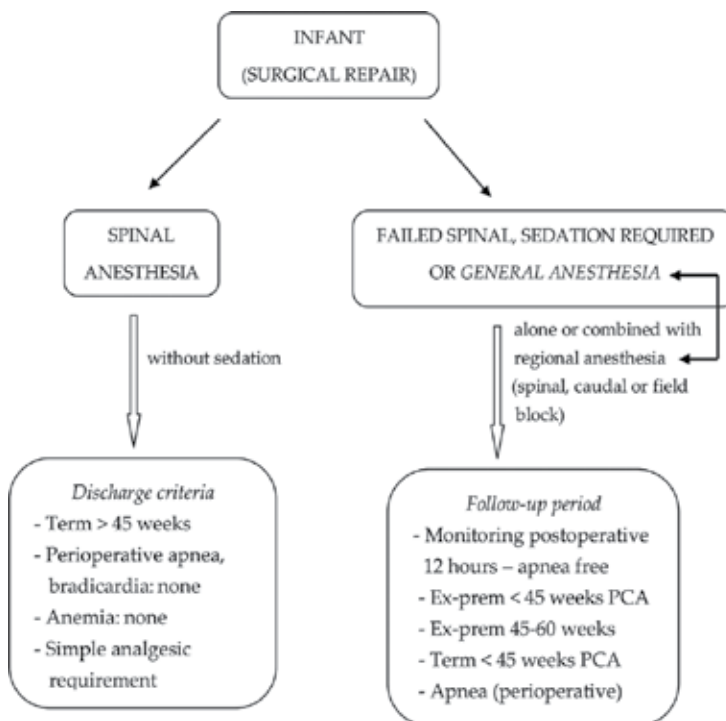 INFANT
(SURGICAL REPAIR)
SPINAL
ANESTHESIA
FAILED SPINAL, SEDATION REQUIRED
OR GENERAL ANESTHESIA
without sedation
alone or combined with
regional anesthesia
(spinal, caudal or field
block)
Discharge criteria
- Term > 45 weeks
- Perioperative apnea,
bradicardia: none
- Anemia: none
- Simple analgesic
requirement
Follow-up period
- Monitoring postoperative
12 hours – apnea free
- Ex-prem < 45 weeks PCA
- Ex-prem 45-60 weeks
- Term < 45 weeks PCA
- Apnea (perioperative)